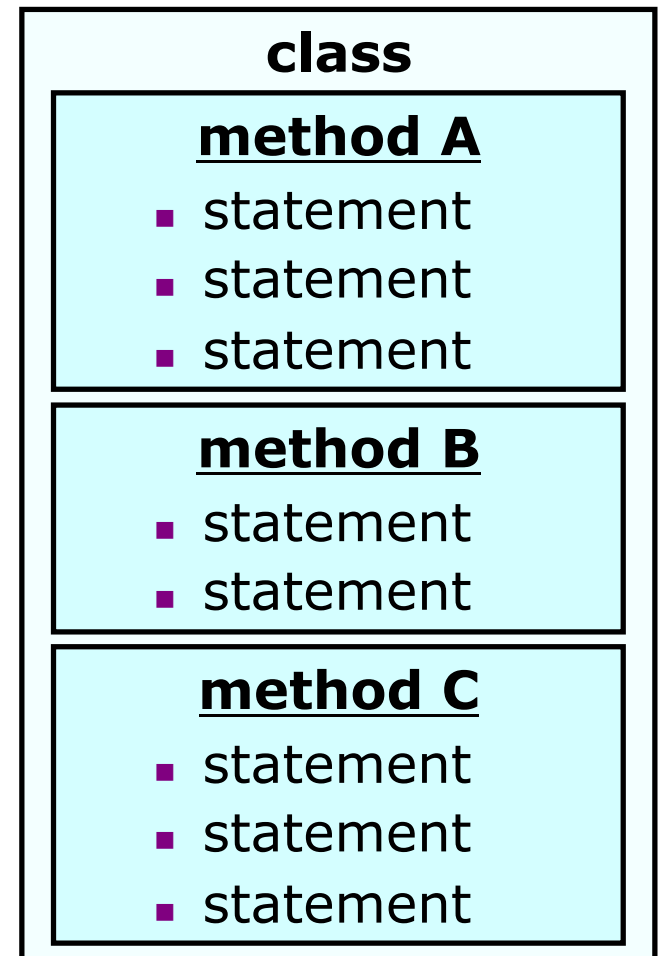 class
method A
statement
statement
statement
method B
statement
statement
method C
statement
statement
statement